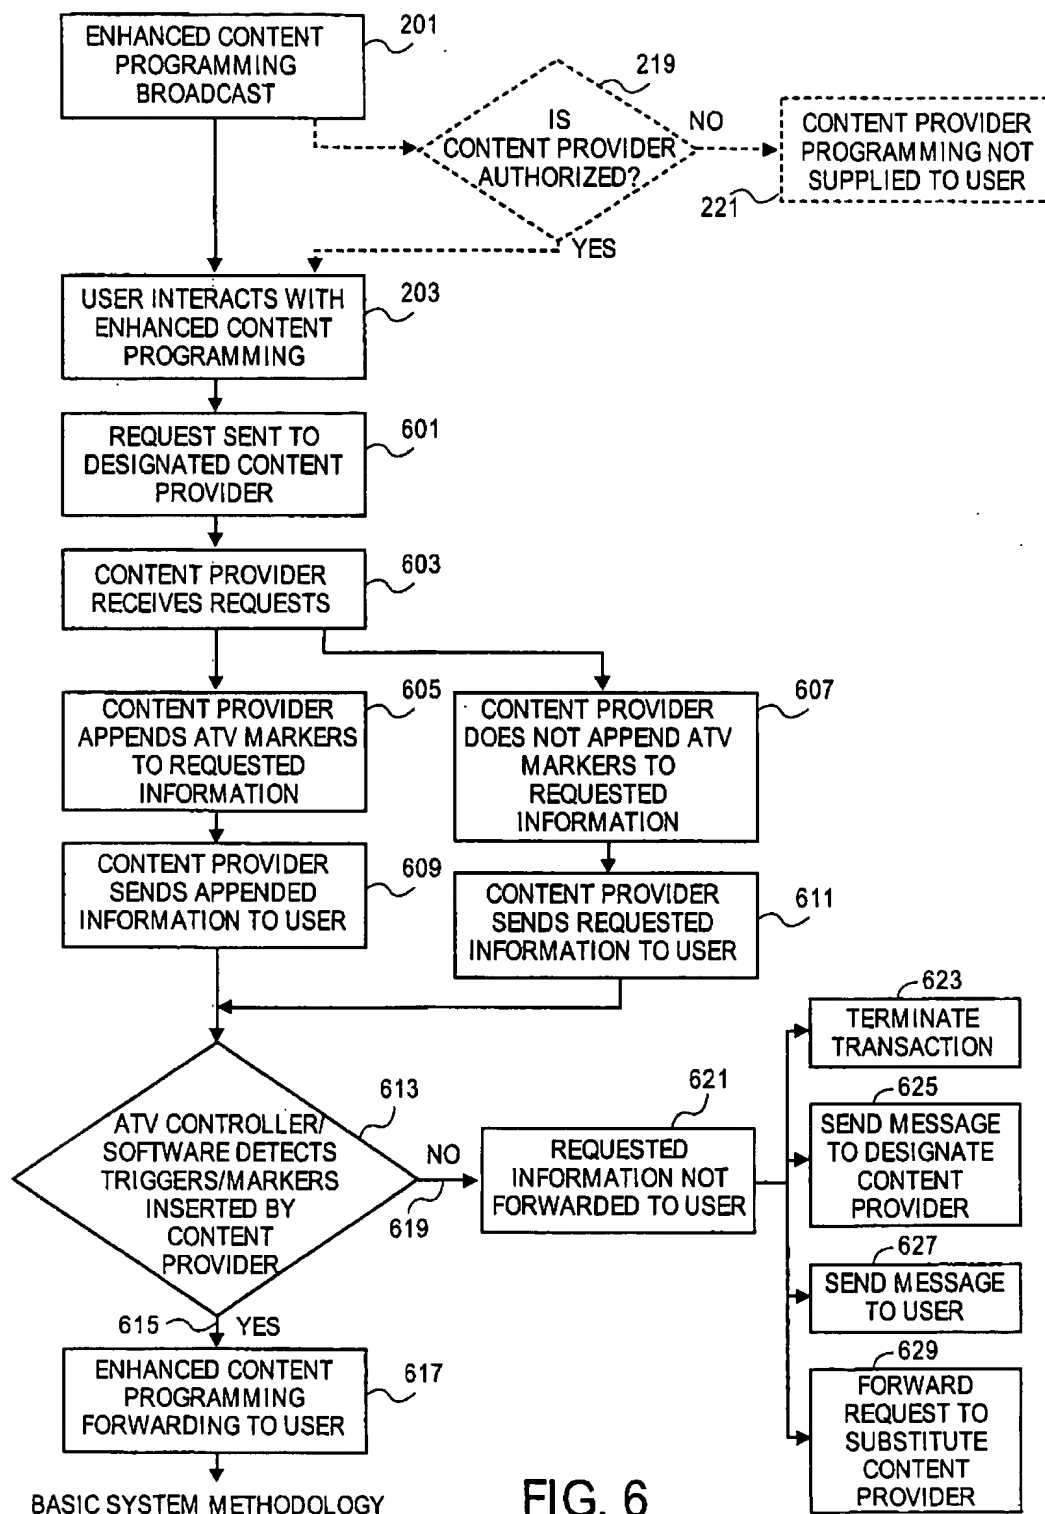 ENHANCED CONTENT
PROGRAMMING
BROADCAST
201
219
IS
CONTENT PROVIDER
AUTHORIZED?
NO
CONTENT PROVIDER
PROGRAMMING NOT
SUPPLIED TO USER
221
YES
USER INTERACTS WITH
ENHANCED CONTENT
PROGRAMMING
203
REQUEST SENT TO
DESIGNATED CONTENT
PROVIDER
601
CONTENT PROVIDER
RECEIVES REQUESTS
603
CONTENT PROVIDER
APPENDS ATV MARKERS
TO REQUESTED
INFORMATION
605
CONTENT PROVIDER
DOES NOT APPEND ATV
MARKERS TO
REQUESTED
INFORMATION
607
CONTENT PROVIDER
SENDS APPENDED
INFORMATION TO USER
609
CONTENT PROVIDER
SENDS REQUESTED
INFORMATION TO USER
611
ATV CONTROLLER/
SOFTWARE DETECTS
TRIGGERS/MARKERS
INSERTED BY
CONTENT
PROVIDER
613
NO
619
REQUESTED
INFORMATION NOT
FORWARDED TO USER
621
623
TERMINATE
TRANSACTION
625
SEND MESSAGE
TO DESIGNATE
CONTENT
PROVIDER
627
SEND MESSAGE
TO USER
629
FORWARD
REQUEST TO
SUBSTITUTE
CONTENT
PROVIDER
615
YES
ENHANCED CONTENT
PROGRAMMING
FORWARDING TO USER
617
BASIC SYSTEM METHODOLOGY
FIG. 6